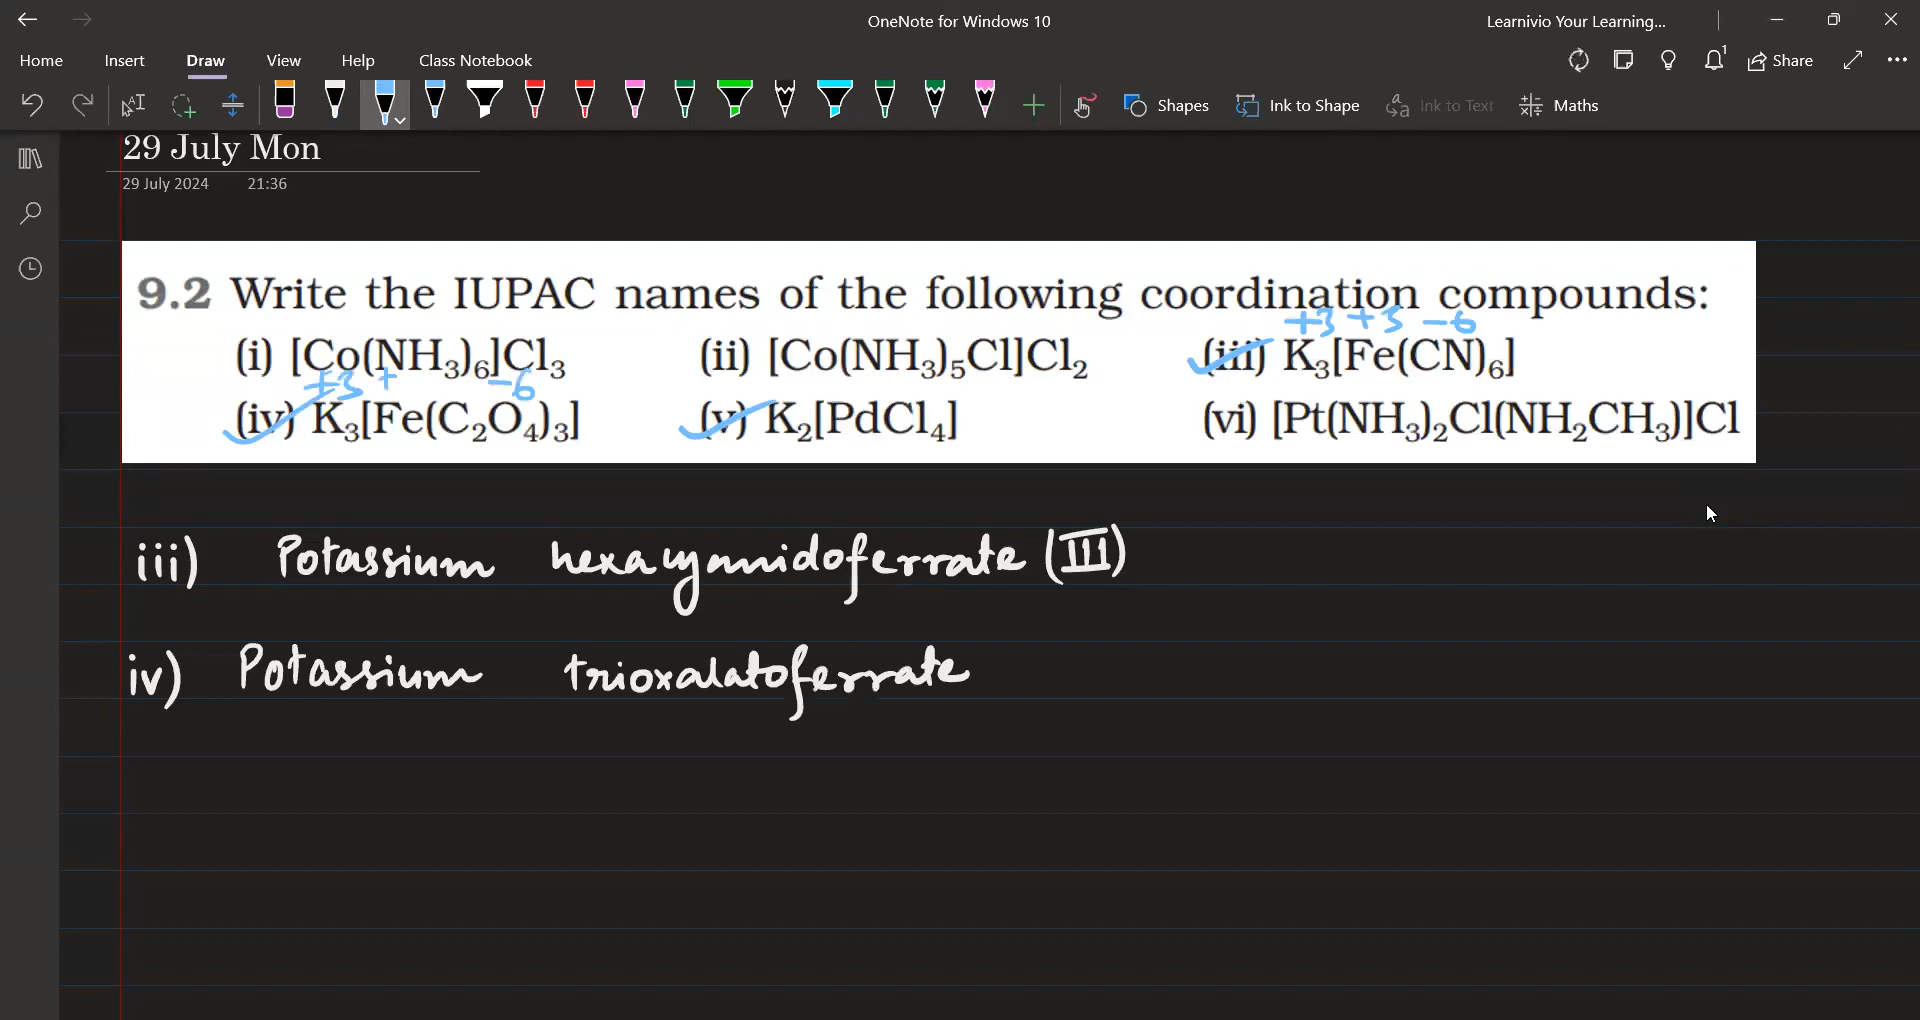 OneNote for Windows 10
Learnivio Your Learning...
Home Insert Draw View Help Class Notebook
1
Share
Shapes Ink to Shape Ink to Text Maths
29 July Mon
29 July 2024 21:36
9.2 Write the IUPAC names of the following coordination compounds:
+3 +3 -6
(i) [Co(NH₃)₆]Cl₃ (ii) [Co(NH₃)₅Cl]Cl₂ (iii) K₃[Fe(CN)₆]
+3 + -6
(iv) K₃[Fe(C₂O₄)₃] (v) K₂[PdCl₄] (vi) [Pt(NH₃)₂Cl(NH₂CH₃)]Cl
iii) Potassium hexacyanidoferrate (III)
iv) Potassium trioxalatoferrate